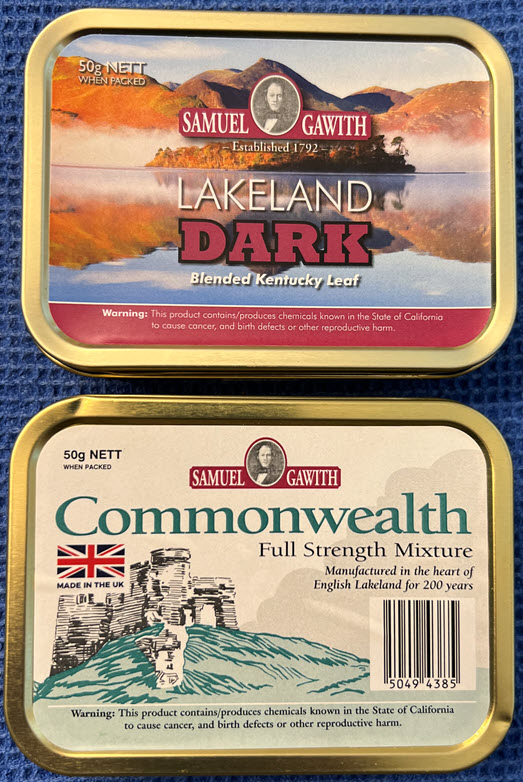 50g NETT
WHEN PACKED
SAMUEL GAWITH
– Established 1792 –
LAKELAND
DARK
Blended Kentucky Leaf
Warning: This product contains/produces chemicals known in the State of California
to cause cancer, and birth defects or other reproductive harm.
50g NETT
WHEN PACKED
SAMUEL GAWITH
Commonwealth
Full Strength Mixture
Manufactured in the heart of
English Lakeland for 200 years
MADE IN THE UK
5049 4385
Warning: This product contains/produces chemicals known in the State of California
to cause cancer, and birth defects or other reproductive harm.